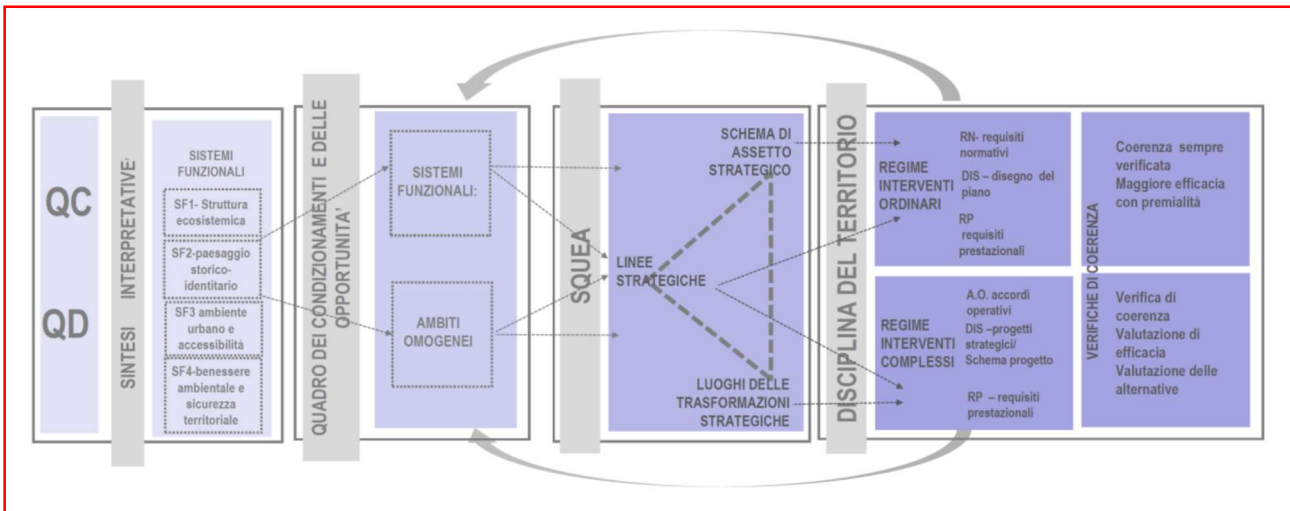 QC
QD
SINTESI INTERPRETATIVE:
SISTEMI
FUNZIONALI
SF1- Struttura
ecosistemica
SF2-paesaggio
storico-
identitario
SF3 ambiente
urbano e
accessibilità
SF4-benessere
ambientale e
sicurezza
territoriale
QUADRO DEI CONDIZIONAMENTI E DELLE
OPPORTUNITA'
SISTEMI
FUNZIONALI:
AMBITI
OMOGENEI
SQUEA
SCHEMA DI
ASSETTO
STRATEGICO
LINEE
STRATEGICHE
LUOGHI DELLE
TRASFORMAZIONI
STRATEGICHE
DISCIPLINA DEL TERRITORIO
REGIME
INTERVENTI
ORDINARI
RN- requisiti
normativi
DIS – disegno del
piano
RP
requisiti
prestazionali
REGIME
INTERVENTI
COMPLESSI
A.O. accordi
operativi
DIS –progetti
strategici/
Schema progetto
RP – requisiti
prestazionali
VERIFICHE DI COERENZA
Coerenza sempre
verificata
Maggiore efficacia
con premialità
Verifica di
coerenza
Valutazione di
efficacia
Valutazione delle
alternative